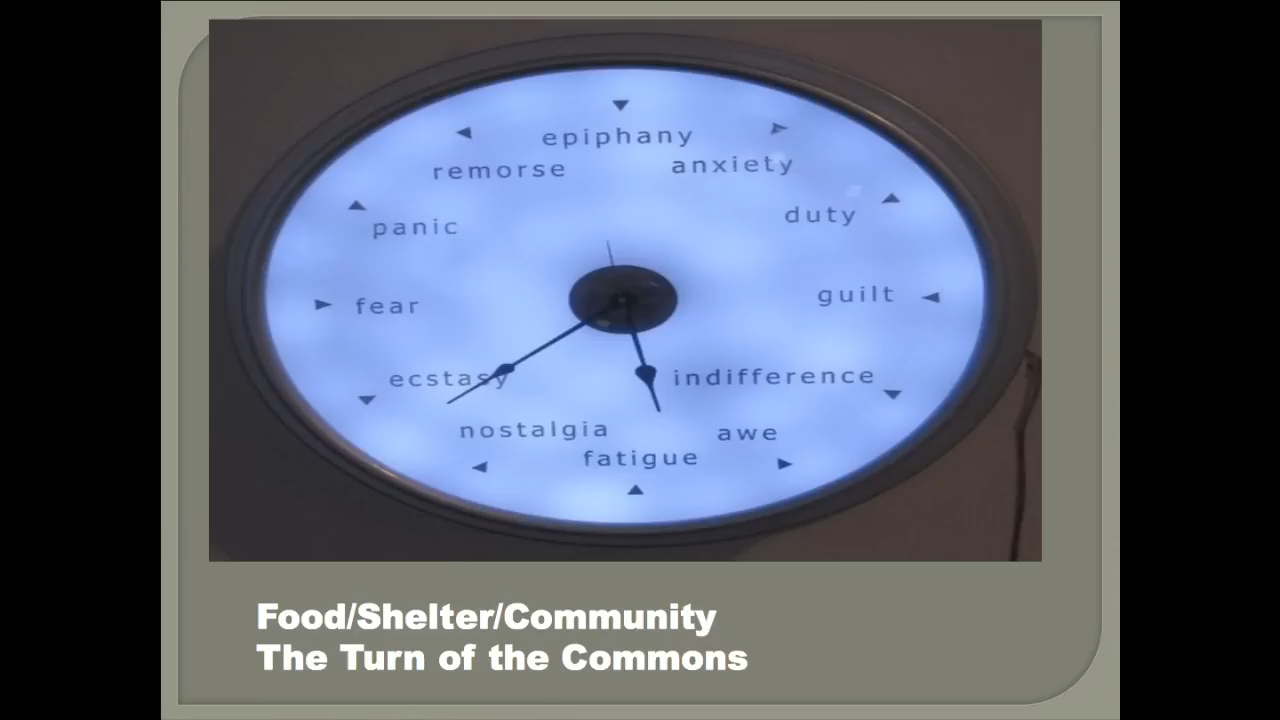 epiphany
remorse
anxiety
panic
duty
fear
guilt
ecstasy
indifference
nostalgia
awe
fatigue
Food/Shelter/Community
The Turn of the Commons